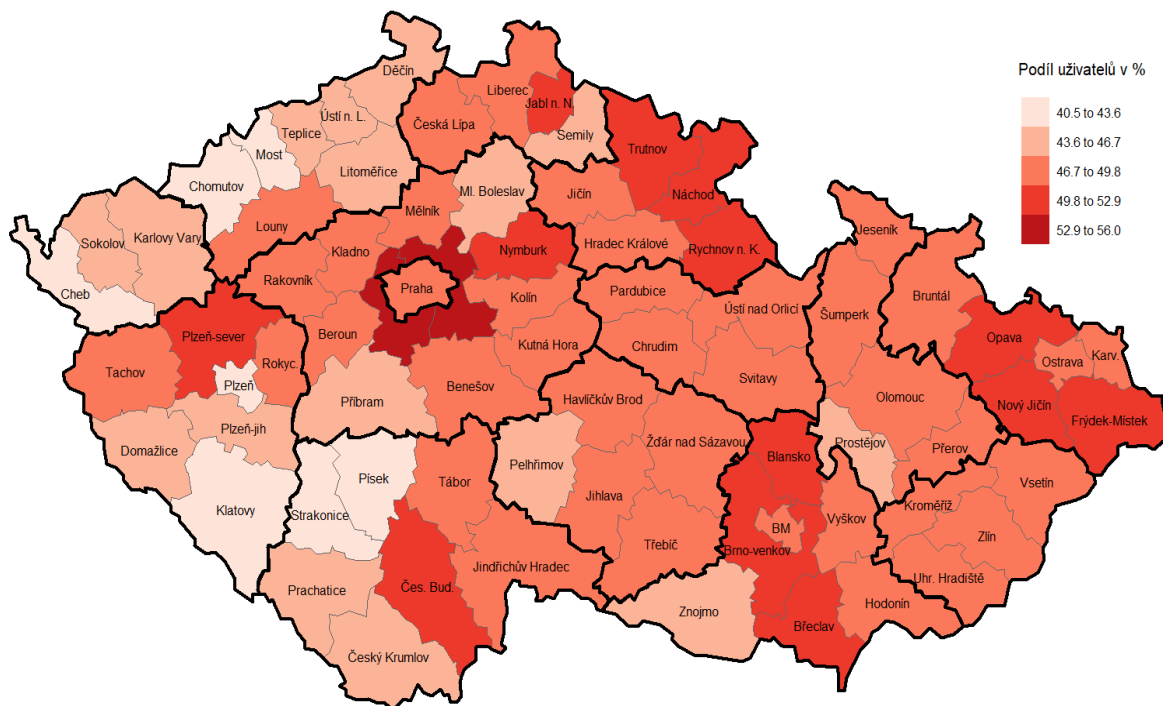 Podíl uživatelů v %
40.5 to 43.6
43.6 to 46.7
46.7 to 49.8
49.8 to 52.9
52.9 to 56.0
Děčín
Liberec
Jabl n. N.
Ústí n. L.
Teplice
Česká Lípa
Semily
Most
Trutnov
Litoměřice
Chomutov
Ml. Boleslav
Jičín
Náchod
Mělník
Louny
Karlovy Vary
Sokolov
Hradec Králové
Rychnov n. K.
Jeseník
Kladno
Nymburk
Rakovník
Praha
Cheb
Kolín
Pardubice
Bruntál
Ústí nad Orlicí
Šumperk
Plzeň-sever
Beroun
Opava
Kutná Hora
Chrudim
Ostrava
Karv.
Rokyc.
Tachov
Benešov
Svitavy
Plzeň
Příbram
Havlíčkův Brod
Olomouc
Nový Jičín
Frýdek-Místek
Plzeň-jih
Žďár nad Sázavou
Prostějov
Přerov
Domažlice
Blansko
Písek
Pelhřimov
Tábor
Vsetín
Jihlava
Kroměříž
Klatovy
Strakonice
Vyškov
BM
Zlín
Třebíč
Brno-venkov
Jindřichův Hradec
Uhr. Hradiště
Prachatice
Čes. Bud.
Hodonín
Znojmo
Břeclav
Český Krumlov